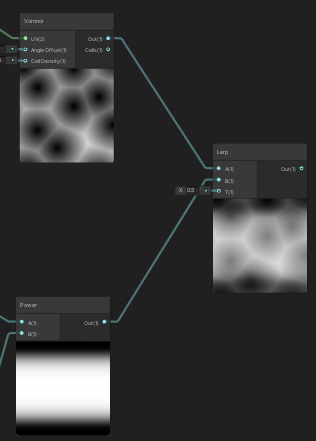 Voronoi
UV(2)
Out(1)
Angle Offset(1)
Cells(1)
Cell Density(1)
Lerp
A(1)
Out(1)
B(1)
X 0.5
T(1)
Power
A(1)
Out(1)
B(1)